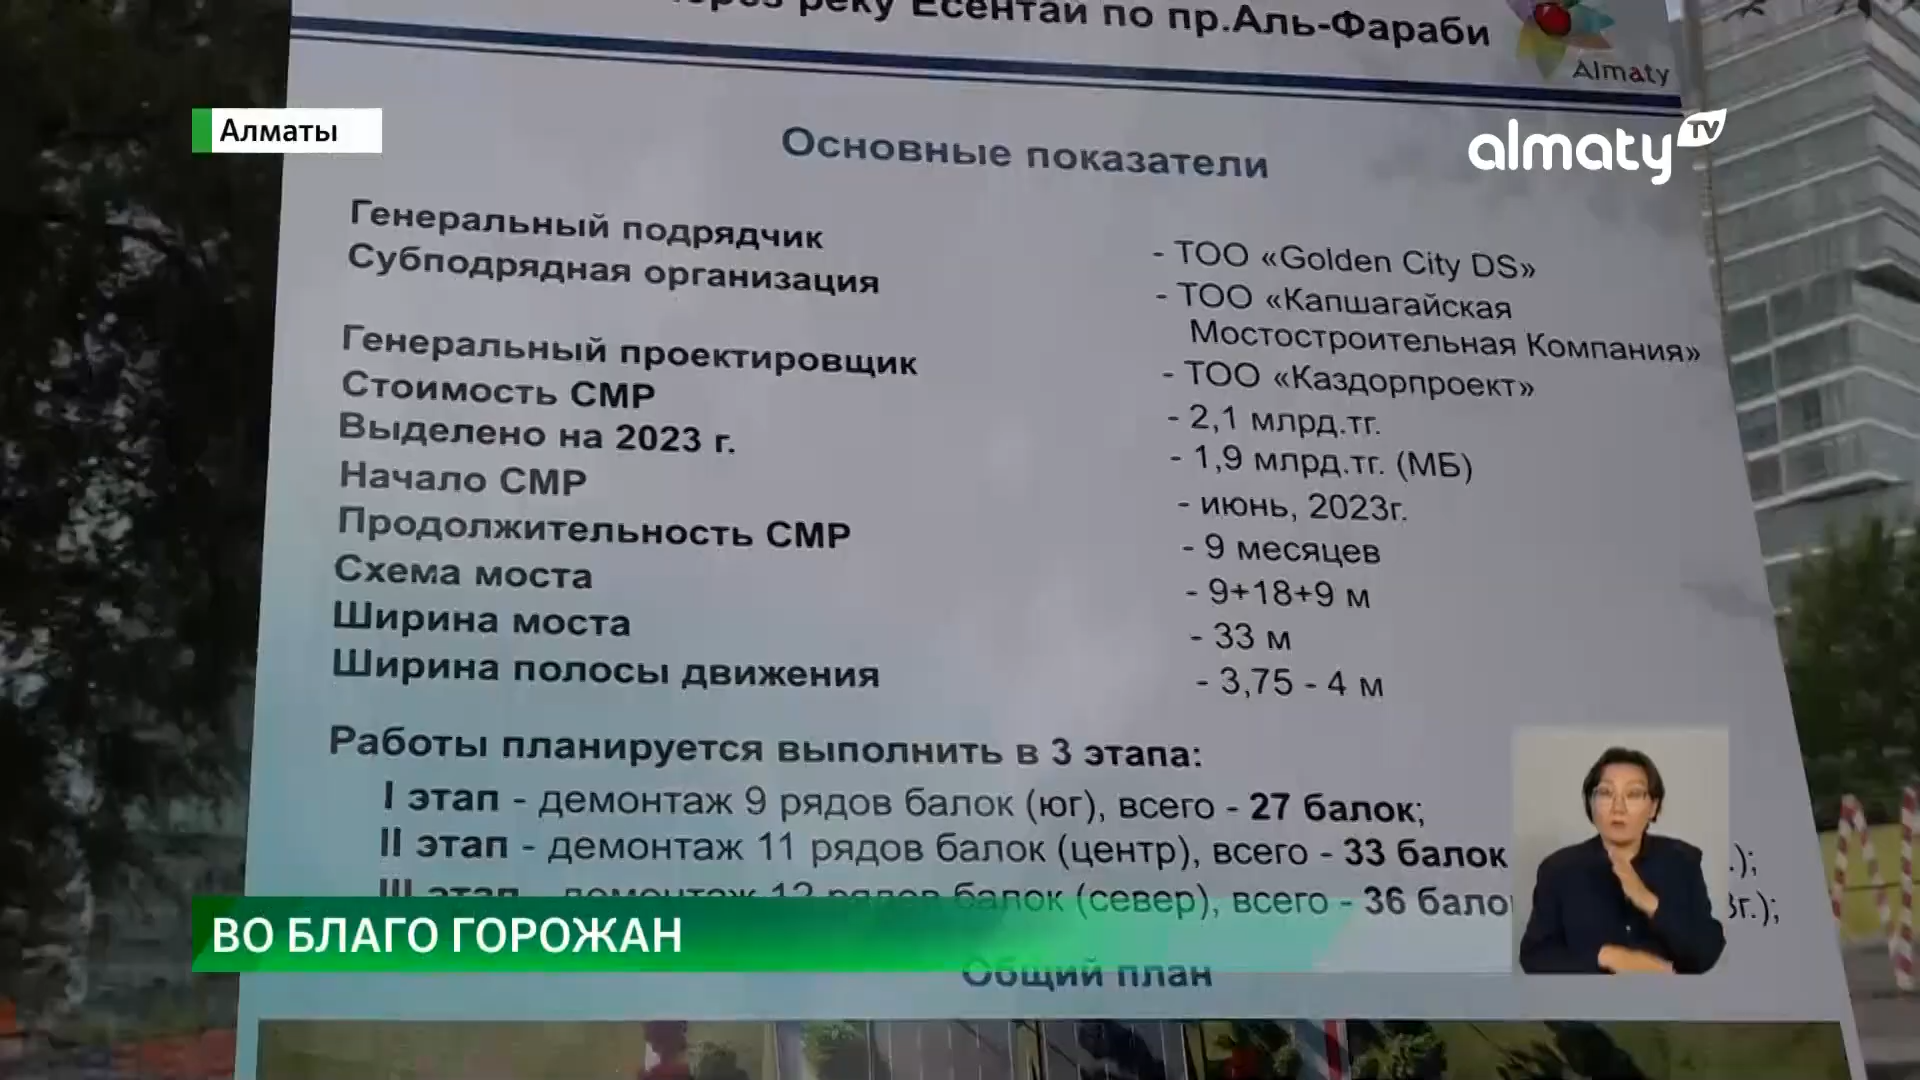 реку Есентай по пр.Аль-Фараби
Almaty
Алматы
almaty TV
Основные показатели
Генеральный подрядчик - ТОО «Golden City DS»
Субподрядная организация - ТОО «Капшагайская
Мостостроительная Компания»
Генеральный проектировщик - ТОО «Каздорпроект»
Стоимость СМР - 2,1 млрд.тг.
Выделено на 2023 г. - 1,9 млрд.тг. (МБ)
Начало СМР - июнь, 2023г.
Продолжительность СМР - 9 месяцев
Схема моста - 9+18+9 м
Ширина моста - 33 м
Ширина полосы движения - 3,75 - 4 м
Работы планируется выполнить в 3 этапа:
I этап - демонтаж 9 рядов балок (юг), всего - 27 балок;
II этап - демонтаж 11 рядов балок (центр), всего - 33 балок .);
III этап - демонтаж 12 рядов балок (север), всего - 36 г.);
ВО БЛАГО ГОРОЖАН
Общий план